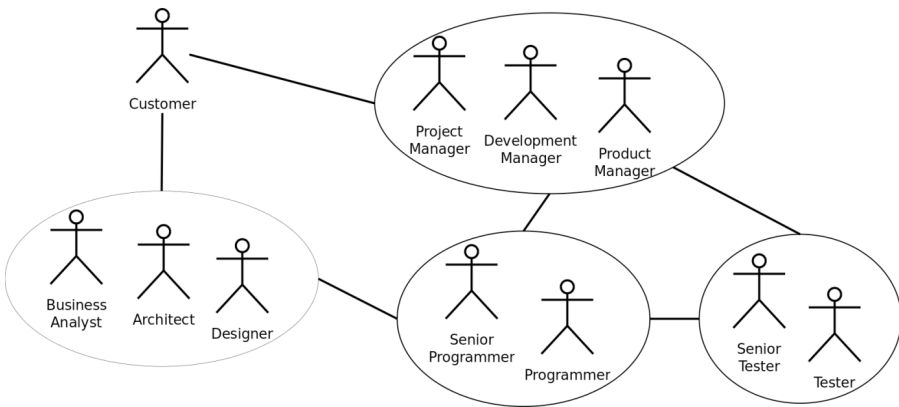 Customer
Project
Manager
Development
Manager
Product
Manager
Business
Analyst
Architect
Designer
Senior
Programmer
Programmer
Senior
Tester
Tester